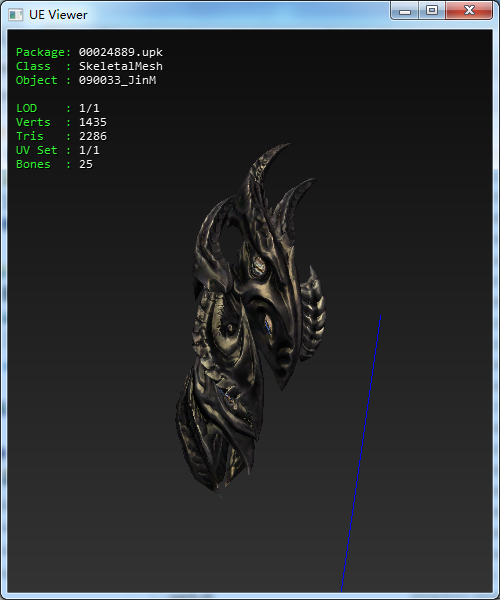 UE Viewer
Package: 00024889.upk
Class : SkeletalMesh
Object : 090033_JinM
LOD : 1/1
Verts : 1435
Tris : 2286
UV Set : 1/1
Bones : 25